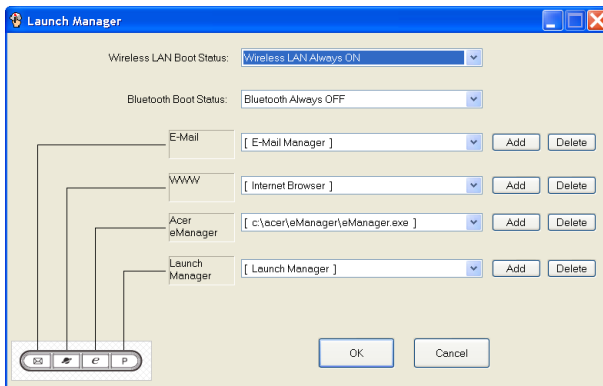 Launch Manager
Wireless LAN Boot Status: Wireless LAN Always ON
Bluetooth Boot Status: Bluetooth Always OFF
E-Mail [ E-Mail Manager ] Add Delete
WWW [ Internet Browser ] Add Delete
Acer eManager [ c:\acer\eManager\eManager.exe ] Add Delete
Launch Manager [ Launch Manager ] Add Delete
e P
OK Cancel